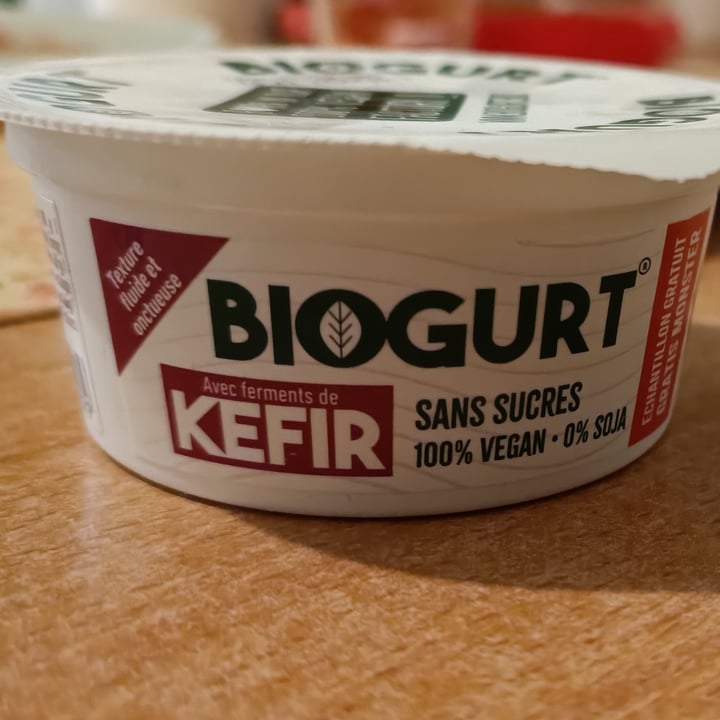 BIOGURT
Texture
fluide et
onctueuse
BIOGURT®
Avec ferments de
KEFIR
SANS SUCRES
100% VEGAN • 0% SOJA
ECHANTILLON GRATUIT
GRATIS MONSTER